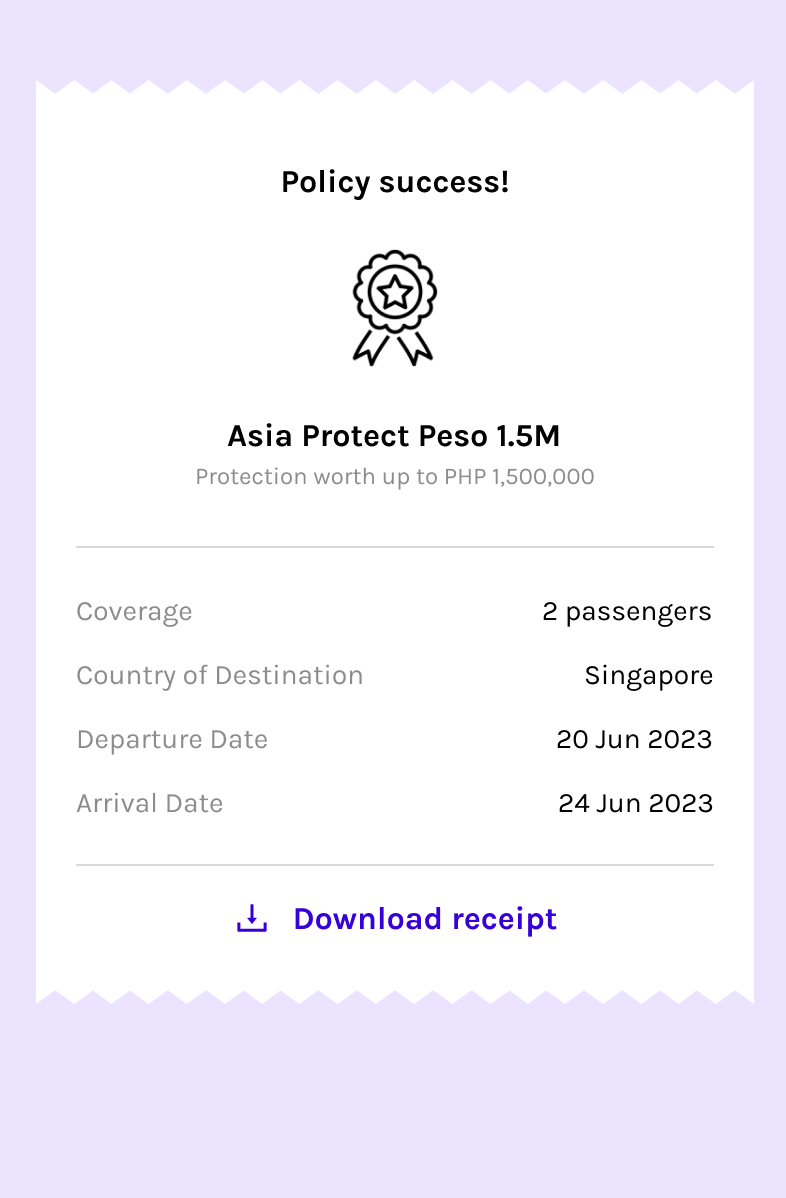 Policy success!
Asia Protect Peso 1.5M
Protection worth up to PHP 1,500,000
Coverage 2 passengers
Country of Destination Singapore
Departure Date 20 Jun 2023
Arrival Date 24 Jun 2023
Download receipt